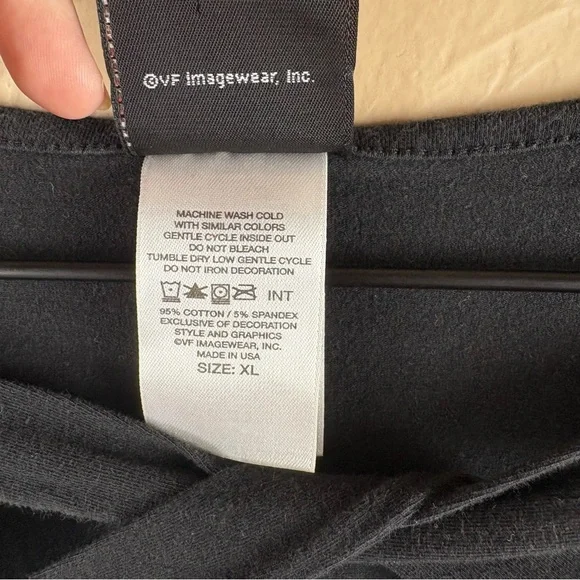 ©VF Imagewear, Inc.
MACHINE WASH COLD
WITH SIMILAR COLORS
GENTLE CYCLE INSIDE OUT
DO NOT BLEACH
TUMBLE DRY LOW GENTLE CYCLE
DO NOT IRON DECORATION
INT
95% COTTON / 5% SPANDEX
EXCLUSIVE OF DECORATION
STYLE AND GRAPHICS
©VF IMAGEWEAR, INC.
MADE IN USA
SIZE: XL